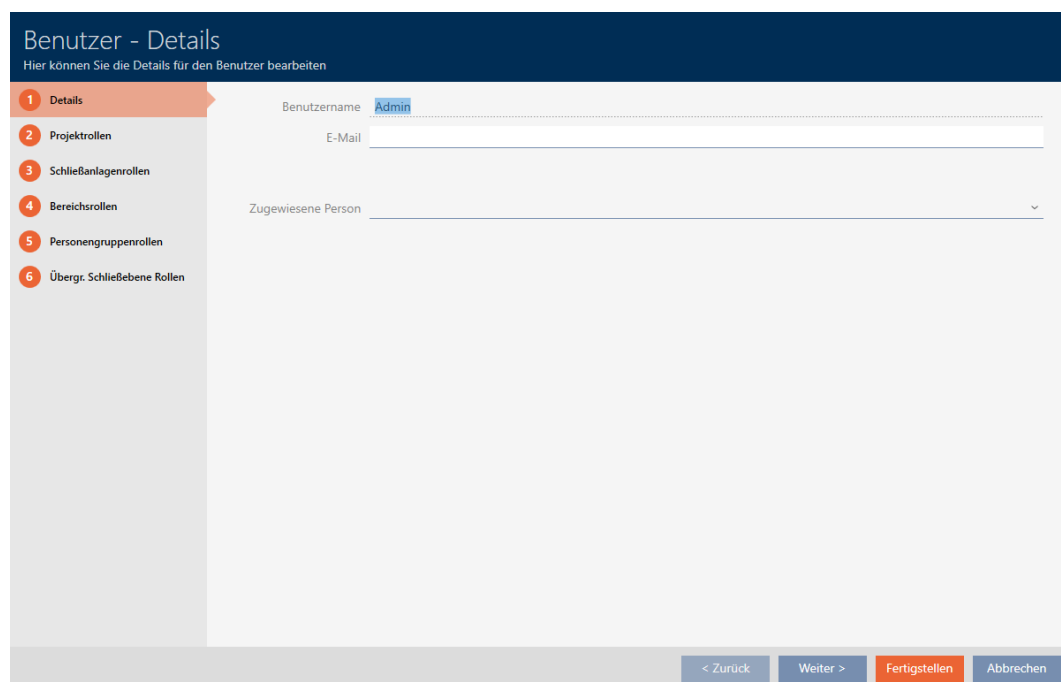 Benutzer - Details
Hier können Sie die Details für den Benutzer bearbeiten
1 Details
2 Projektrollen
3 Schließanlagenrollen
4 Bereichsrollen
5 Personengruppenrollen
6 Übergr. Schließebene Rollen
Benutzername Admin
E-Mail
Zugewiesene Person
< Zurück Weiter > Fertigstellen Abbrechen